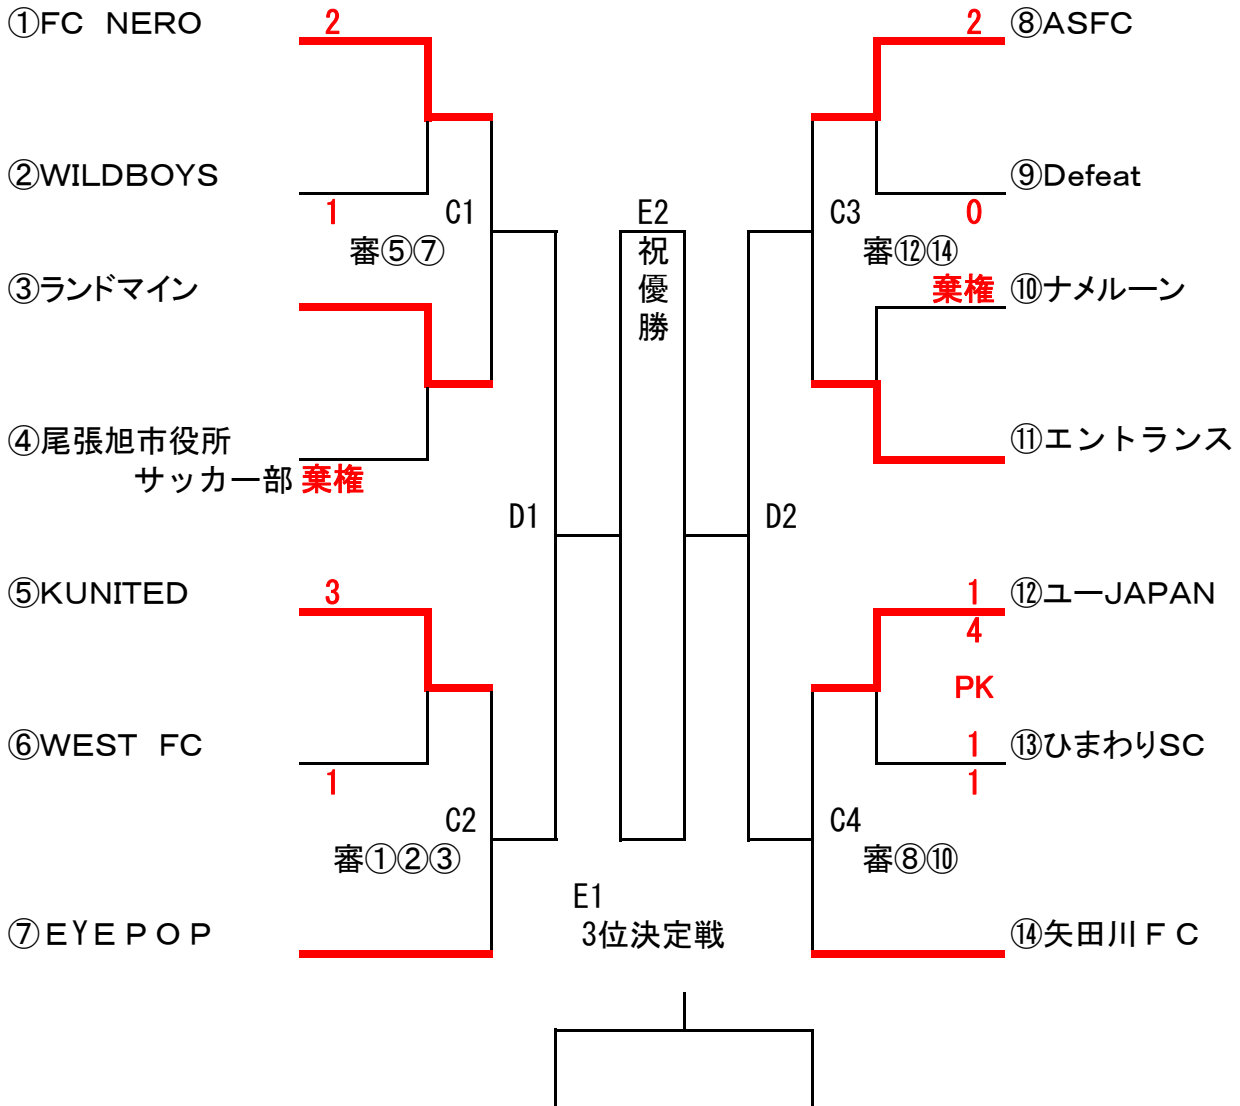 ①FC NERO
2
②WILDBOYS
1
C1
審⑤⑦
③ランドマイン
④尾張旭市役所
サッカー部
棄権
D1
⑤KUNITED
3
⑥WEST FC
1
C2
審①②③
⑦EYEPOP
E2
祝優勝
E1
3位決定戦
2
⑧ASFC
⑨Defeat
0
C3
審⑫⑭
棄権
⑩ナメルーン
⑪エントランス
D2
1
⑫ユーJAPAN
4
PK
1
⑬ひまわりSC
1
C4
審⑧⑩
⑭矢田川FC